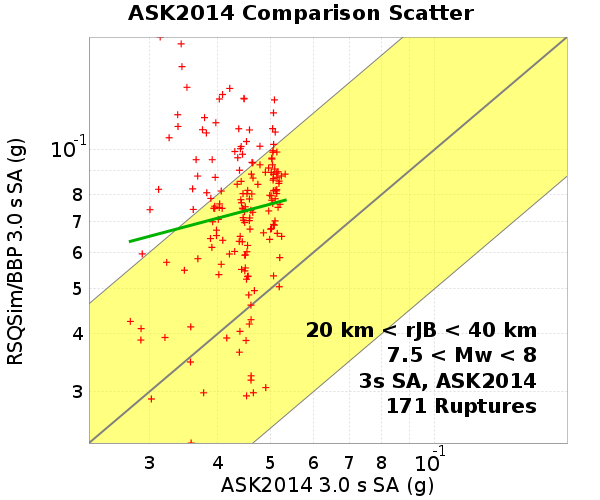 ASK2014 Comparison Scatter
RSQSim/BBP 3.0 s SA (g)
10-1
8
7
6
5
4
3
20 km < rJB < 40 km
7.5 < Mw < 8
3s SA, ASK2014
171 Ruptures
3 4 5 6 7 8 10-1
ASK2014 3.0 s SA (g)